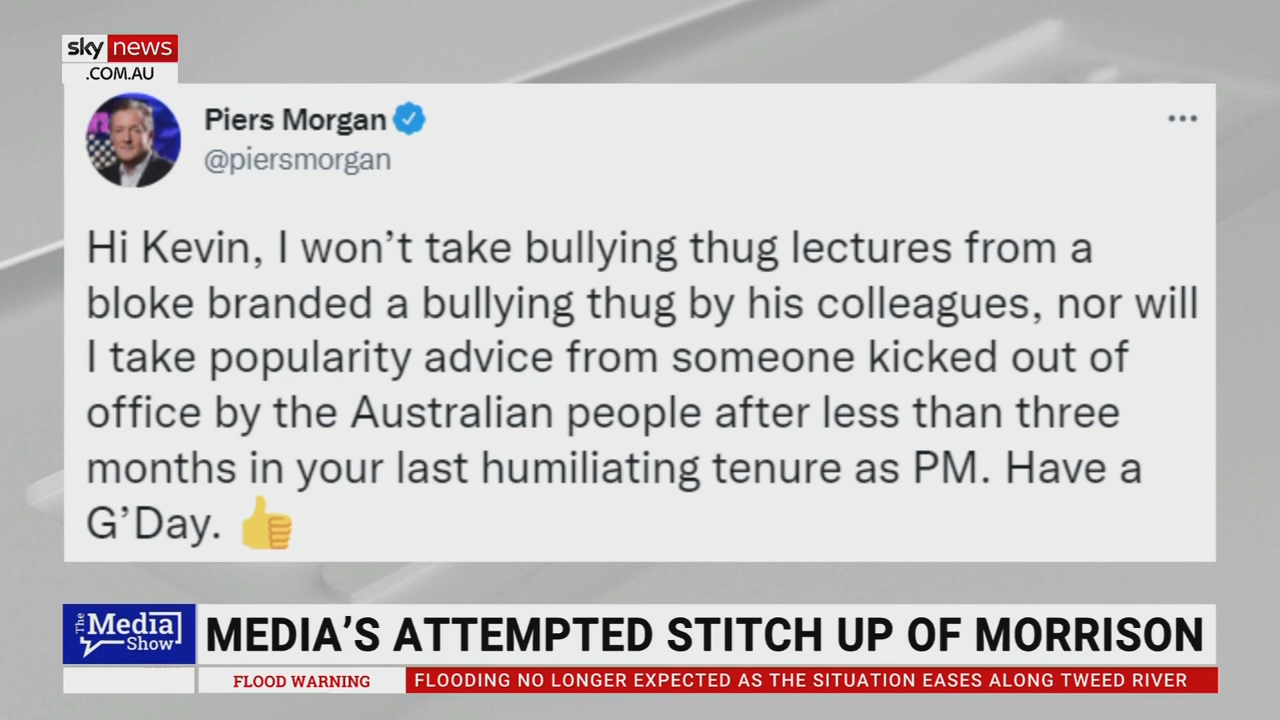 sky news
.COM.AU
Piers Morgan
@piersmorgan
Hi Kevin, I won’t take bullying thug lectures from a
bloke branded a bullying thug by his colleagues, nor will
I take popularity advice from someone kicked out of
office by the Australian people after less than three
months in your last humiliating tenure as PM. Have a
G’Day. 👍
The Media Show
MEDIA’S ATTEMPTED STITCH UP OF MORRISON
FLOOD WARNING FLOODING NO LONGER EXPECTED AS THE SITUATION EASES ALONG TWEED RIVER